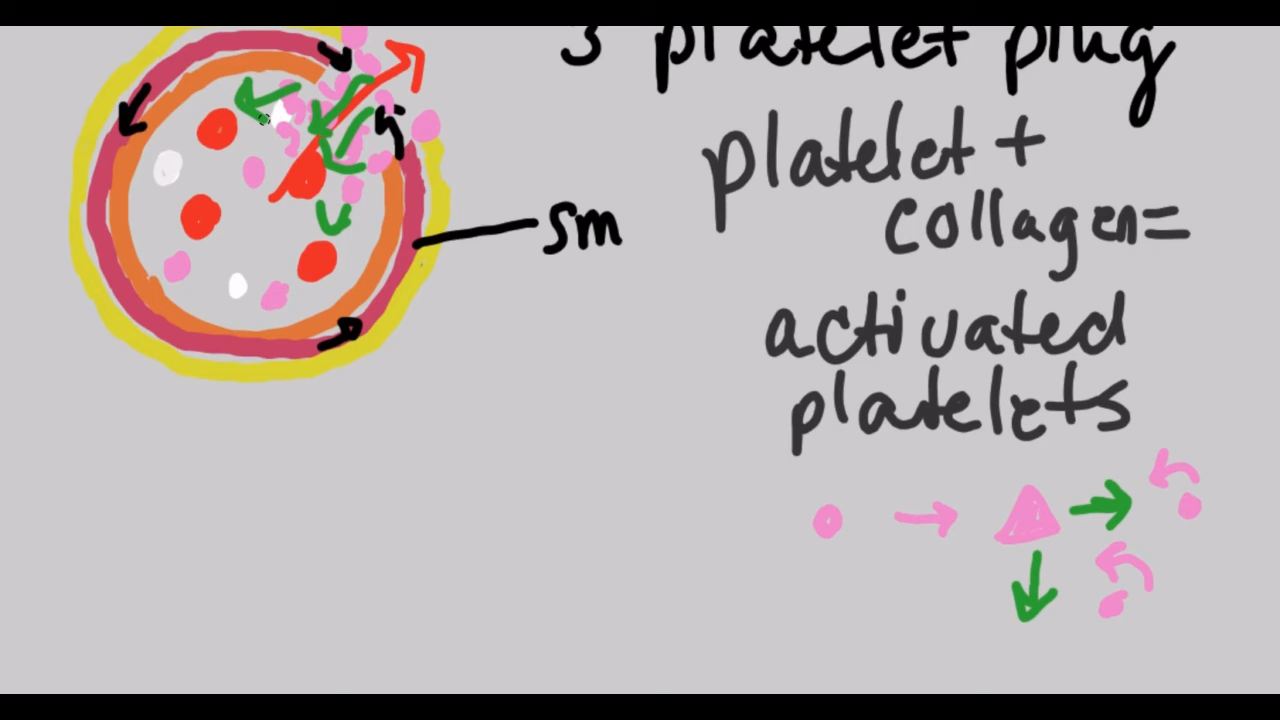 3 platelet plug
platelet +
collagen=
activated
platelets
sm